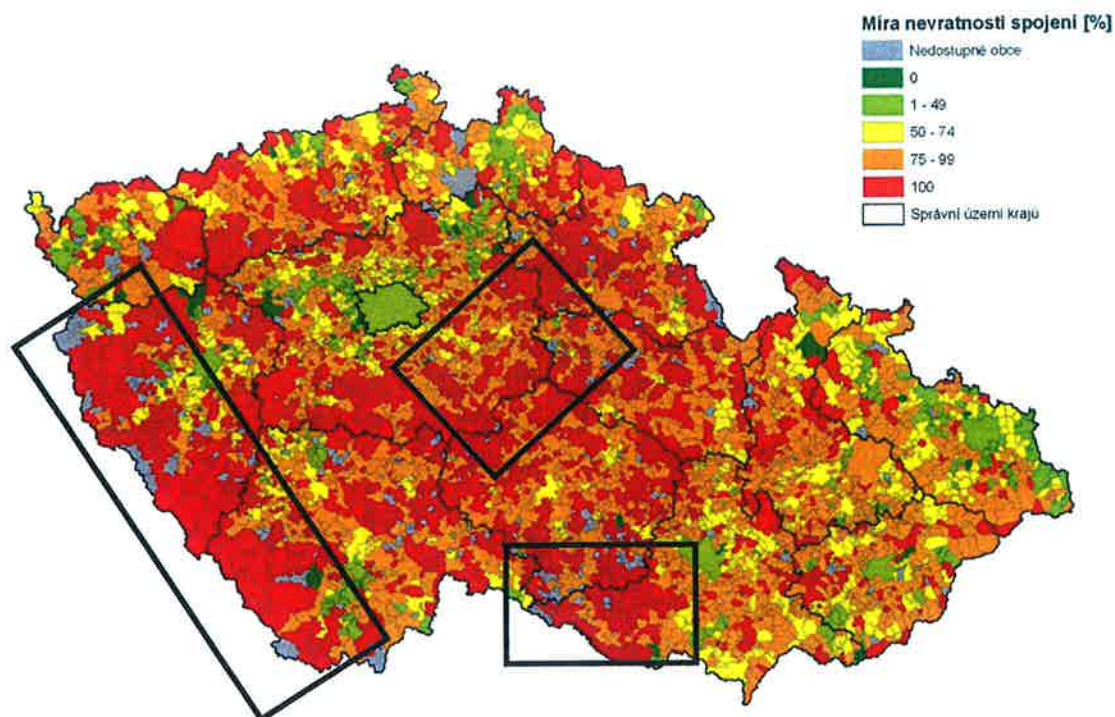 Míra nevratnosti spojení [%]
Nedostupné obce
0
1 - 49
50 - 74
75 - 99
100
Správní území krajů